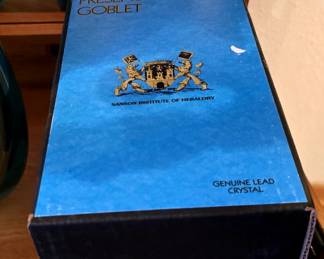 GOBLET
SANSON INSTITUTE OF HERALDRY
GENUINE LEAD
CRYSTAL